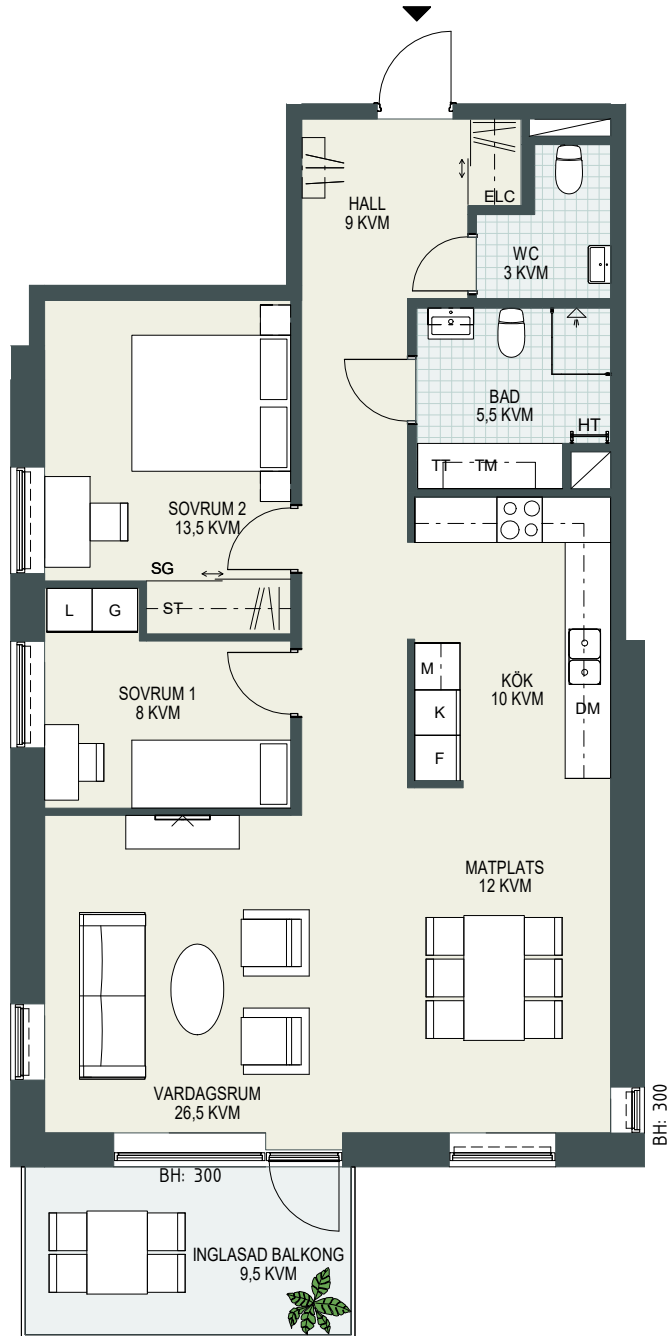 HALL
9 KVM
ELC
WC
3 KVM
BAD
5,5 KVM
HT
TT
TM
SOVRUM 2
13,5 KVM
SG
ST
L
G
SOVRUM 1
8 KVM
M
K
F
KÖK
10 KVM
DM
MATPLATS
12 KVM
VARDAGSRUM
26,5 KVM
BH: 300
BH: 300
INGLASAD BALKONG
9,5 KVM